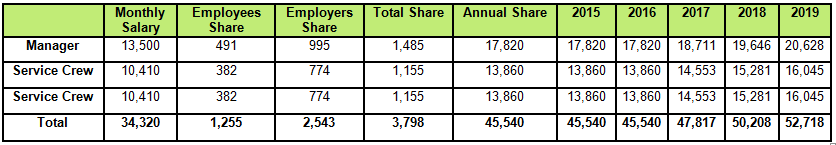 Monthly Salary Employees Share Employers Share Total Share Annual Share 2015 2016 2017 2018 2019
Manager 13,500 491 995 1,485 17,820 17,820 17,820 18,711 19,646 20,628
Service Crew 10,410 382 774 1,155 13,860 13,860 13,860 14,553 15,281 16,045
Service Crew 10,410 382 774 1,155 13,860 13,860 13,860 14,553 15,281 16,045
Total 34,320 1,255 2,543 3,798 45,540 45,540 45,540 47,817 50,208 52,718